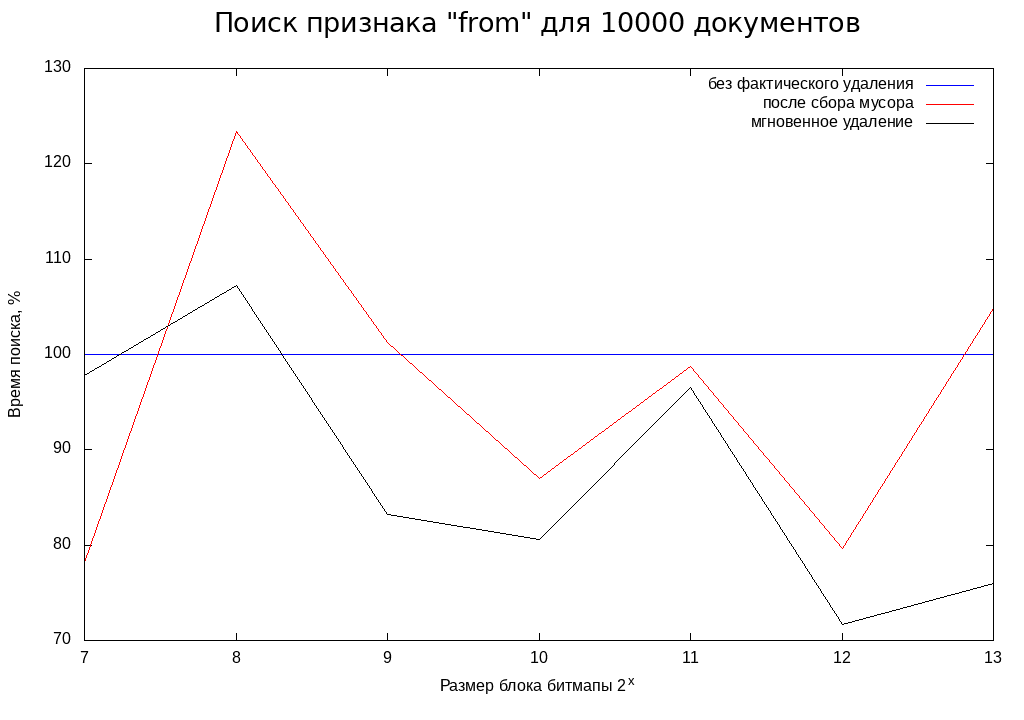 Поиск признака "from" для 10000 документов
130
120
110
100
90
80
70
7
8
9
10
11
12
13
без фактического удаления
после сбора мусора
мгновенное удаление
Время поиска, %
Размер блока битмапы 2^x